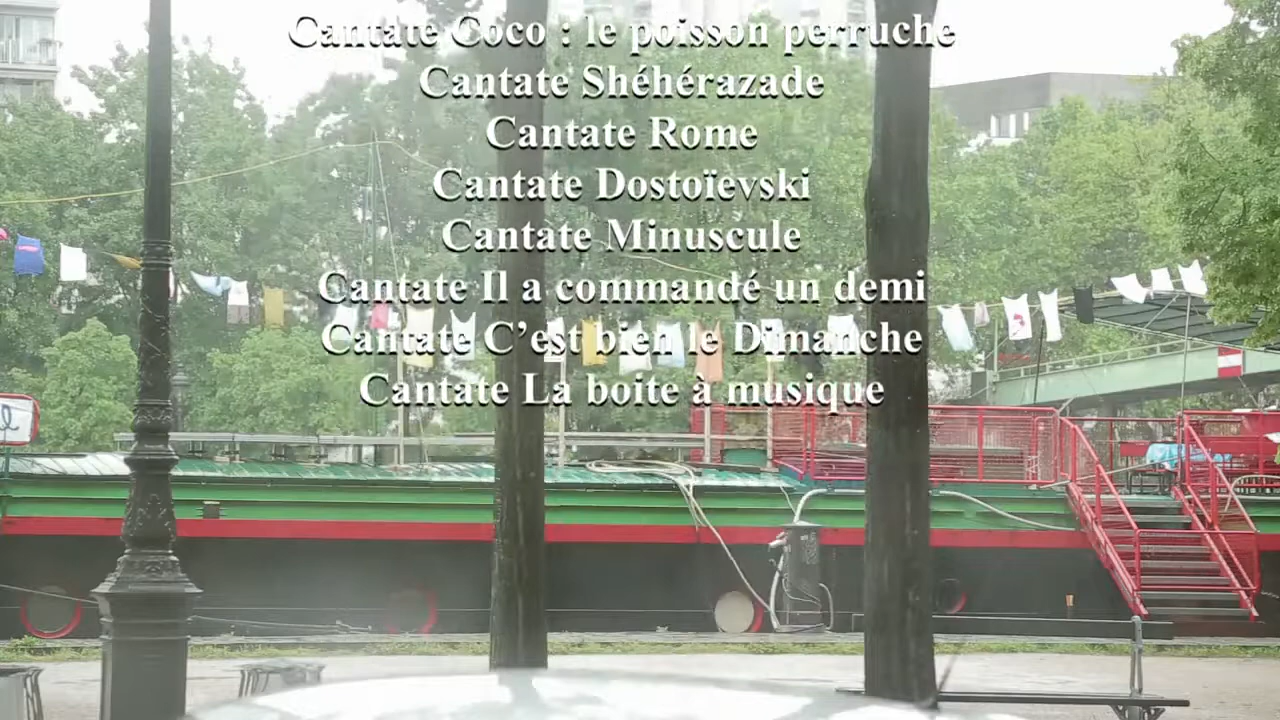 Cantate Coco : le poisson perruche
Cantate Shéhérazade
Cantate Rome
Cantate Dostoïevski
Cantate Minuscule
Cantate Il a commandé un demi
Cantate C’est bien le Dimanche
Cantate La boite à musique